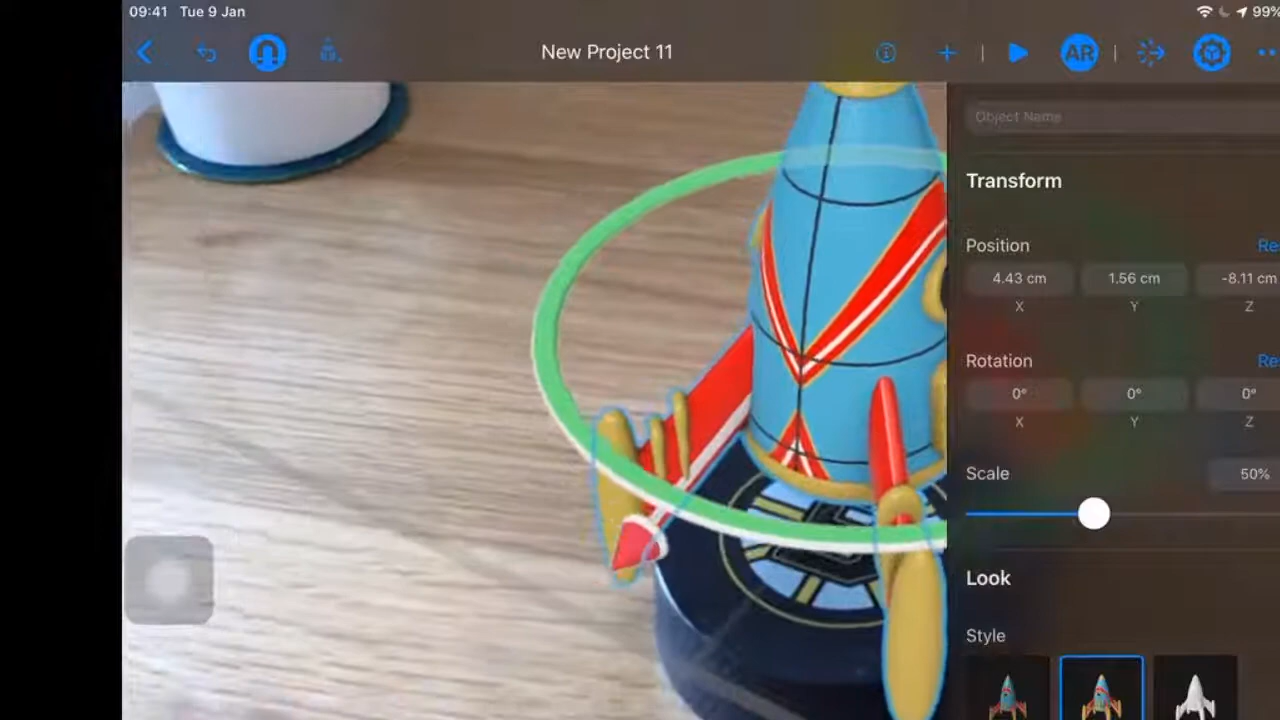 09:41 Tue 9 Jan
99%
New Project 11
AR
Object Name
Transform
Position
Re
4.43 cm 1.56 cm -8.11 cm
X Y Z
Rotation
Re
0° 0° 0°
X Y Z
Scale
50%
Look
Style